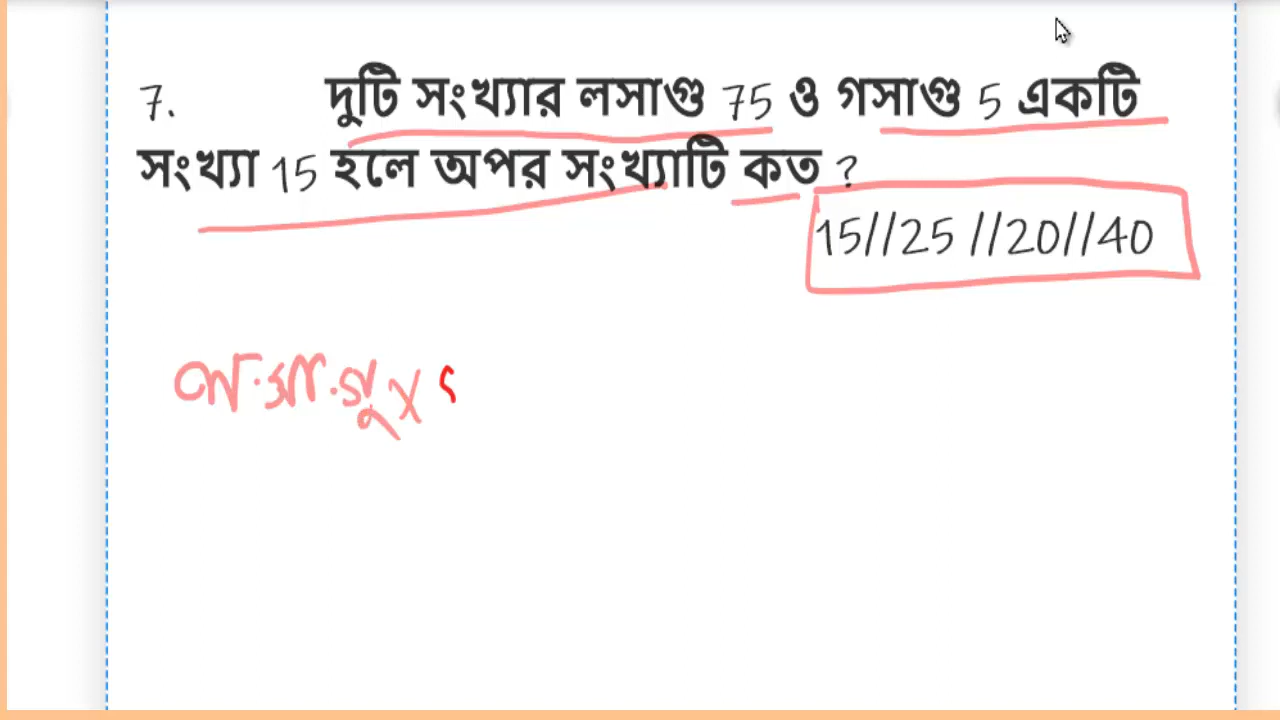 7. দুটি সংখ্যার লসাগু 75 ও গসাগু 5 একটি
সংখ্যা 15 হলে অপর সংখ্যাটি কত ?
15//25 //20//40
ল.সা.গু x